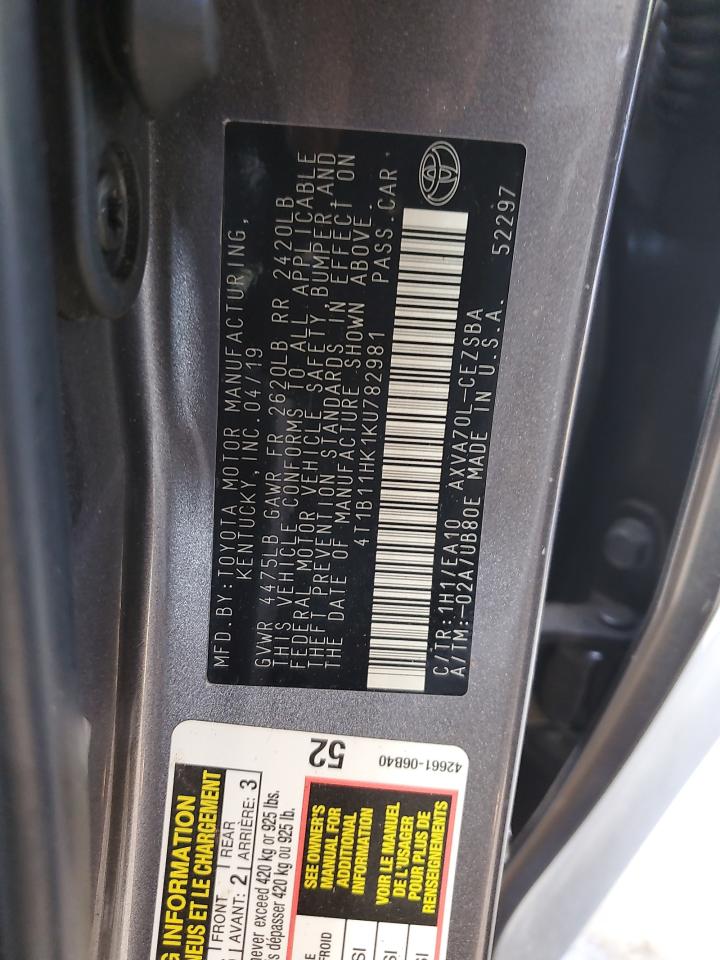 MFD.BY:TOYOTA MOTOR MANUFACTURING,
KENTUCKY, INC. 04/19
GVWR 4475LB GAWR FR 2620LB RR 2420LB
THIS VEHICLE CONFORMS TO ALL APPLICABLE
FEDERAL MOTOR VEHICLE SAFETY, BUMPER, AND
THEFT PREVENTION STANDARDS IN EFFECT ON
THE DATE OF MANUFACTURE SHOWN ABOVE.
4T1B11HK1KU782981 PASS.CAR
C/TR:1H1/EA10 AXVA70L-CEZSBA
A/TM:-02A/UB80E MADE IN U.S.A. 52297
INFORMATION
PNEUS ET LE CHARGEMENT
FRONT
AVANT: 2
REAR
ARRIÈRE: 3
never exceed 420 kg or 925 lbs.
dépasser 420 kg ou 925 lb.
SEE OWNER'S
MANUAL FOR
ADDITIONAL
INFORMATION
VOIR LE MANUEL
DE L'USAGER
POUR PLUS DE
RENSEIGNEMENTS
FROID
52
42661-06B40